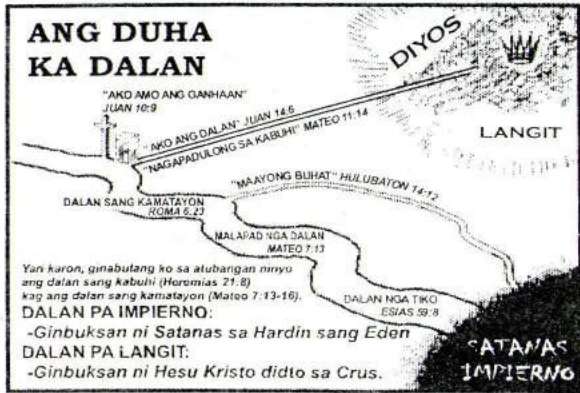 ANG DUHA
KA DALAN
DIYOS
LANGIT
"AKO AMO ANG GANHAAN"
JUAN 10:9
"AKO ANG DALAN" JUAN 14:6
"NAGAPADULONG SA KABUHI" MATEO 11:14
"MAAYONG BUHAT" HULUBATON 14:12
DALAN SANG KAMATAYON
ROMA 6:23
MALAPAD NGA DALAN
MATEO 7:13
Yari karon, ginabutang ko sa atubangan ninyo
ang dalan sang kabuhi (Heremias 21:8)
kag ang dalan sang kamatayon (Mateo 7:13-16).
DALAN NGA TIKO
ESIAS 59:8
DALAN PA IMPIERNO:
-Ginbuksan ni Satanas sa Hardin sang Eden
DALAN PA LANGIT:
-Ginbuksan ni Hesu Kristo didto sa Crus.
SATANAS
IMPIERNO